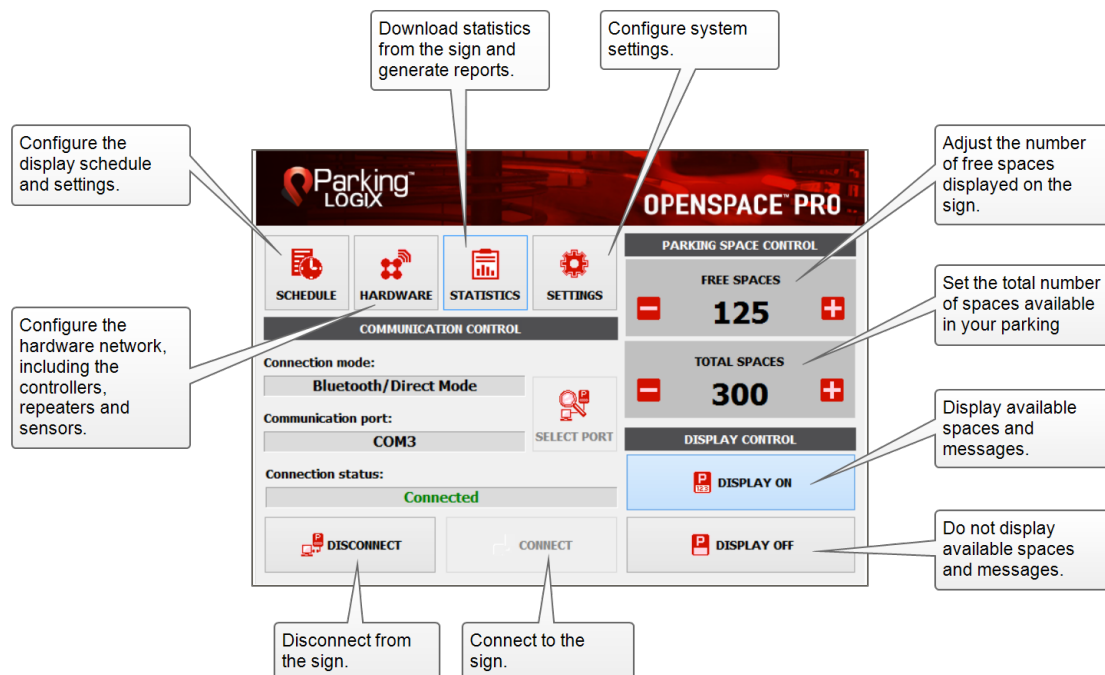 Download statistics
from the sign and
generate reports.
Configure system
settings.
Configure the
display schedule
and settings.
Adjust the number
of free spaces
displayed on the
sign.
Parking™
LOGIX
OPENSPACE™ PRO
SCHEDULE
HARDWARE
STATISTICS
SETTINGS
PARKING SPACE CONTROL
FREE SPACES
125
Set the total number
of spaces available
in your parking
TOTAL SPACES
300
Configure the
hardware network,
including the
controllers,
repeaters and
sensors.
COMMUNICATION CONTROL
Connection mode:
Bluetooth/Direct Mode
Communication port:
COM3
SELECT PORT
Connection status:
Connected
DISPLAY CONTROL
P
123
DISPLAY ON
Display available
spaces and
messages.
DISCONNECT
CONNECT
P
DISPLAY OFF
Do not display
available spaces
and messages.
Disconnect from
the sign.
Connect to the
sign.